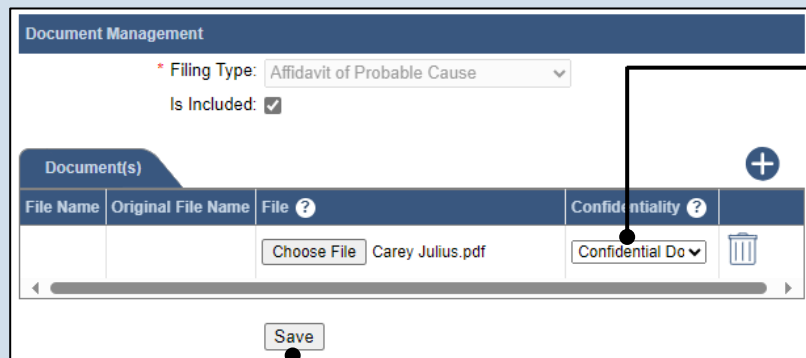 Document Management
* Filing Type: Affidavit of Probable Cause
Is Included:
Document(s)
File Name Original File Name File ? Confidentiality ?
Choose File Carey Julius.pdf Confidential Do
Save